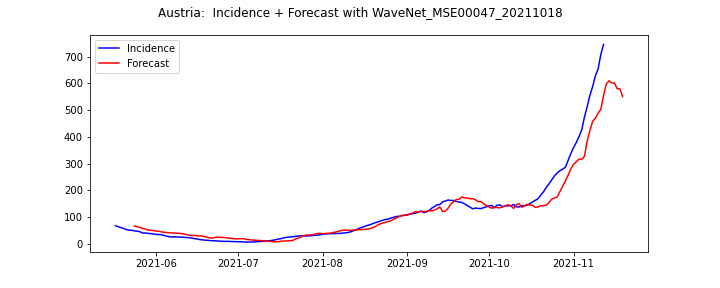 Austria:  Incidence + Forecast with WaveNet_MSE00047_20211018
Incidence
Forecast
700
600
500
400
300
200
100
0
2021-06 2021-07 2021-08 2021-09 2021-10 2021-11